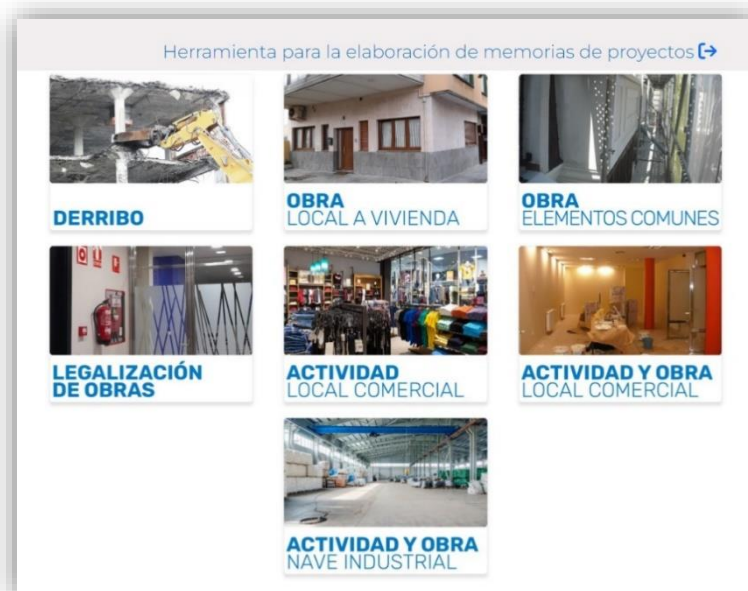 Herramienta para la elaboración de memorias de proyectos
DERRIBO
OBRA
LOCAL A VIVIENDA
OBRA
ELEMENTOS COMUNES
LEGALIZACIÓN
DE OBRAS
ACTIVIDAD
LOCAL COMERCIAL
ACTIVIDAD Y OBRA
LOCAL COMERCIAL
ACTIVIDAD Y OBRA
NAVE INDUSTRIAL